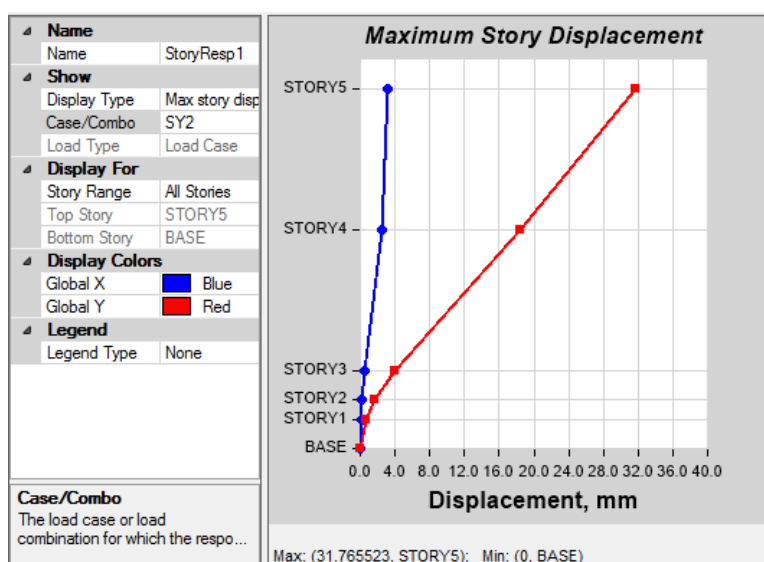 Name
Name StoryResp1
Show
Display Type Max story disp
Case/Combo SY2
Load Type Load Case
Display For
Story Range All Stories
Top Story STORY5
Bottom Story BASE
Display Colors
Global X Blue
Global Y Red
Legend
Legend Type None
Case/Combo
The load case or load
combination for which the respo...
Maximum Story Displacement
STORY5
STORY4
STORY3
STORY2
STORY1
BASE
0.0 4.0 8.0 12.0 16.0 20.0 24.0 28.0 32.0 36.0 40.0
Displacement, mm
Max: (31.765523, STORY5); Min: (0, BASE)